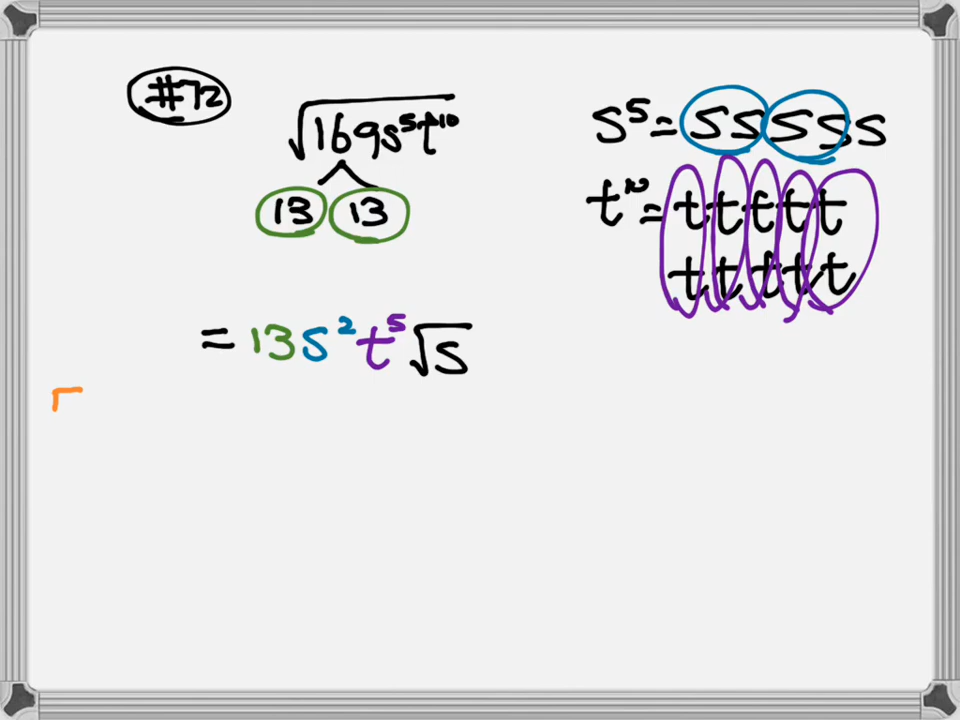 #72
√169s⁵t¹⁰
13 13
= 13s²t⁵√s
s⁵ = sssss
t¹⁰ = ttttt
ttttt